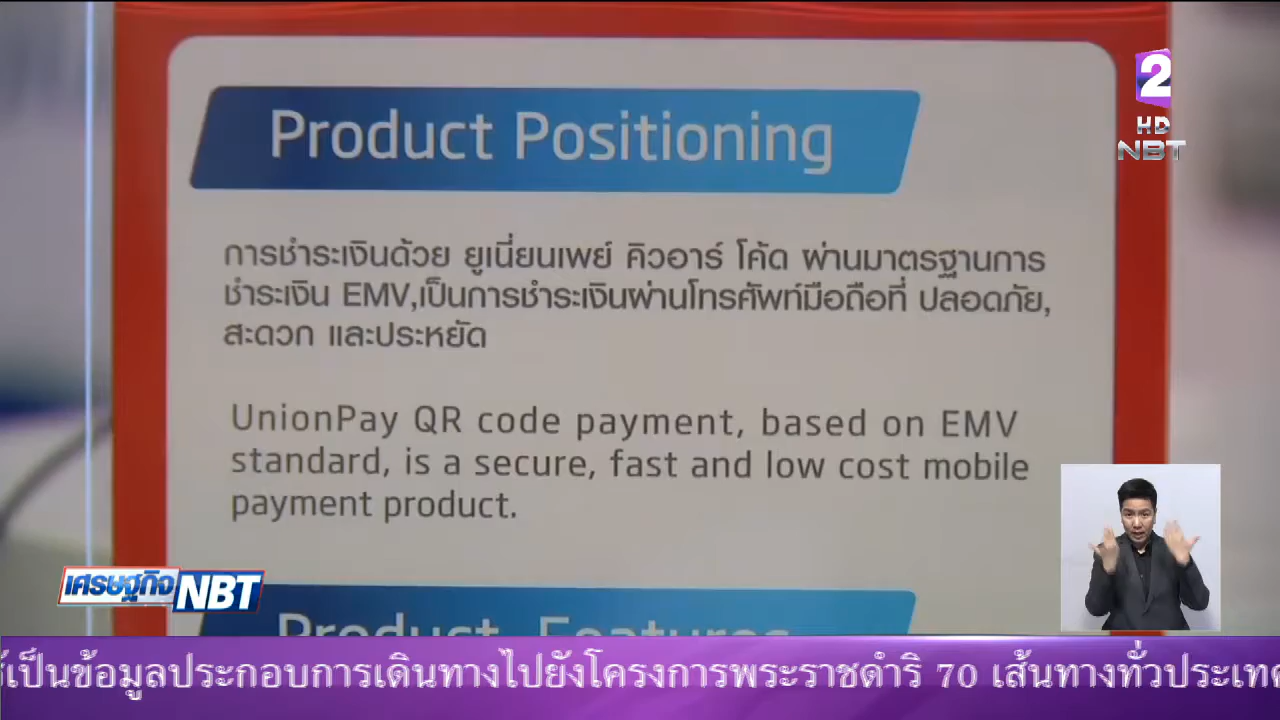 Product Positioning
2
HD
NBT
การชำระเงินด้วย ยูเนี่ยนเพย์ คิวอาร์ โค้ด ผ่านมาตรฐานการ
ชำระเงิน EMV,เป็นการชำระเงินผ่านโทรศัพท์มือถือที่ ปลอดภัย,
สะดวก และประหยัด
UnionPay QR code payment, based on EMV
standard, is a secure, fast and low cost mobile
payment product.
เศรษฐกิจ NBT
Product Features
เป็นข้อมูลประกอบการเดินทางไปยังโครงการพระราชดำริ 70 เส้นทางทั่วประเทศ